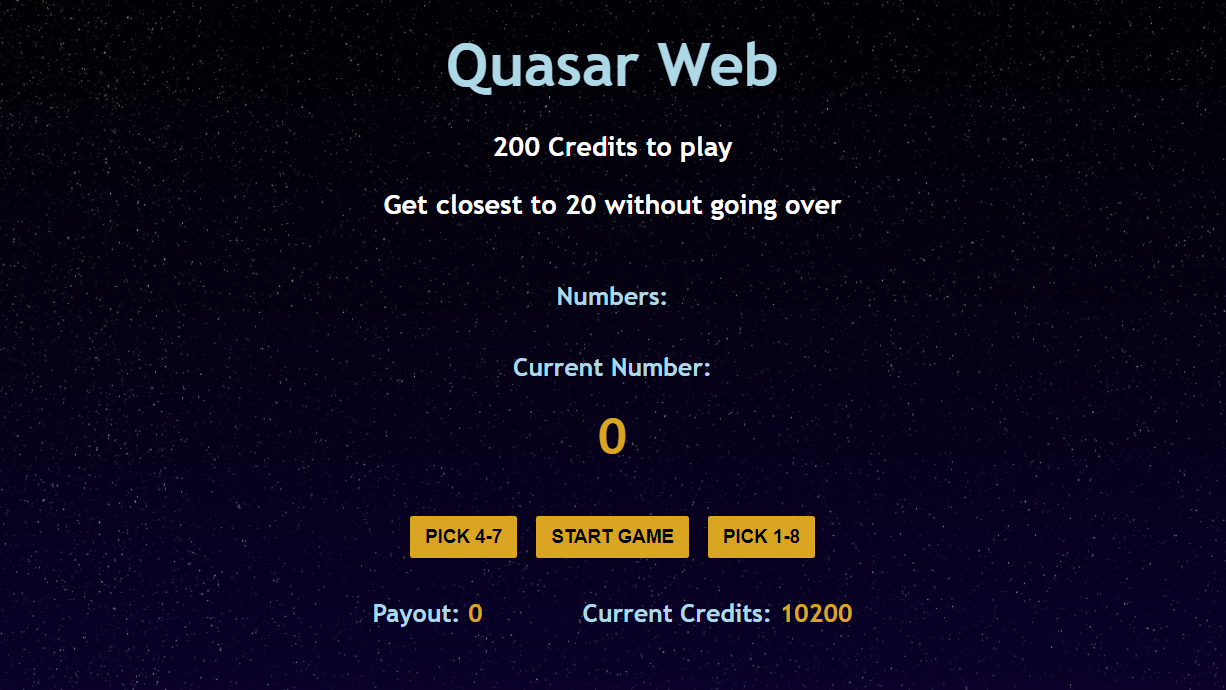 Quasar Web
200 Credits to play
Get closest to 20 without going over
Numbers:
Current Number:
0
PICK 4-7 START GAME PICK 1-8
Payout: 0 Current Credits: 10200